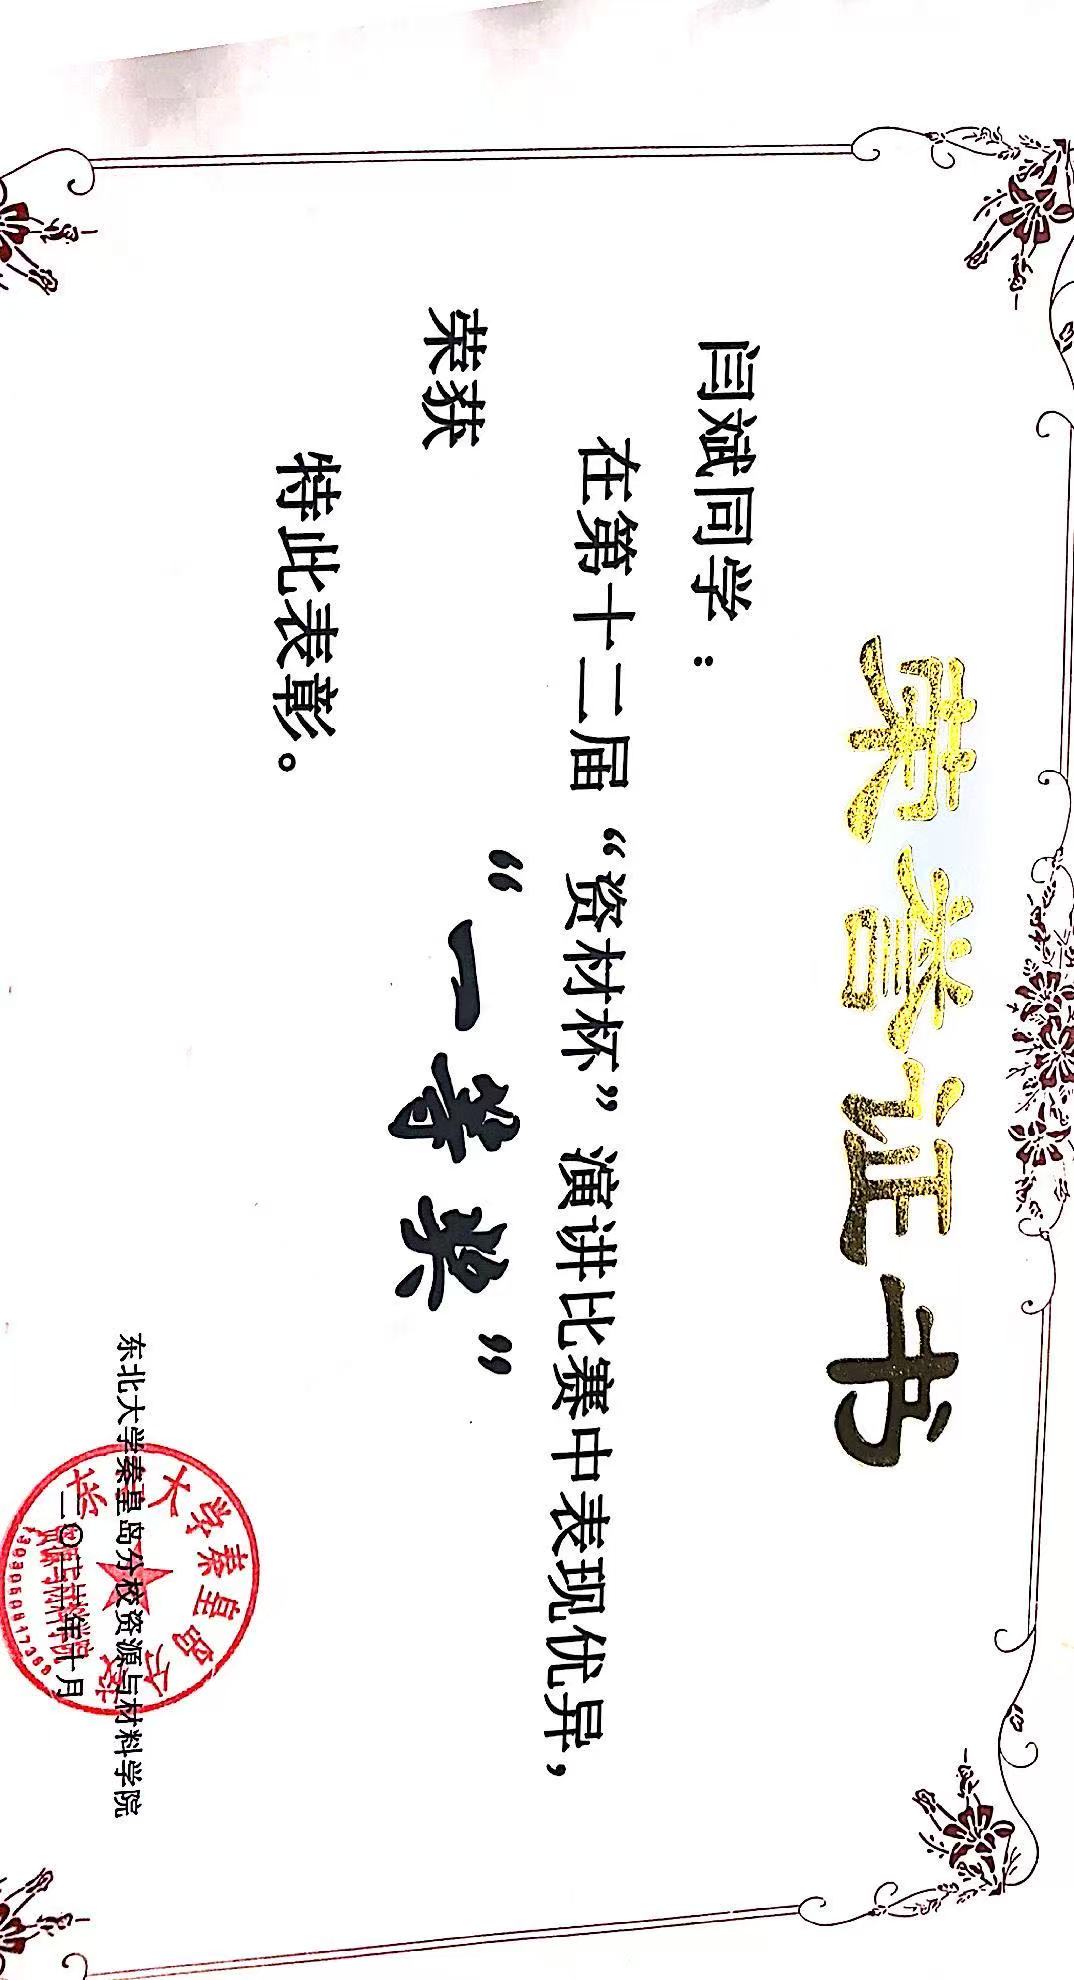 荣誉证书
闫斌同学：
在第十二届“资材杯”演讲比赛中表现优异，
荣获 “一等奖”
特此表彰。
东北大学秦皇岛分校资源与材料学院
二〇二二年十月
东北大学秦皇岛分校
资源与材料学院